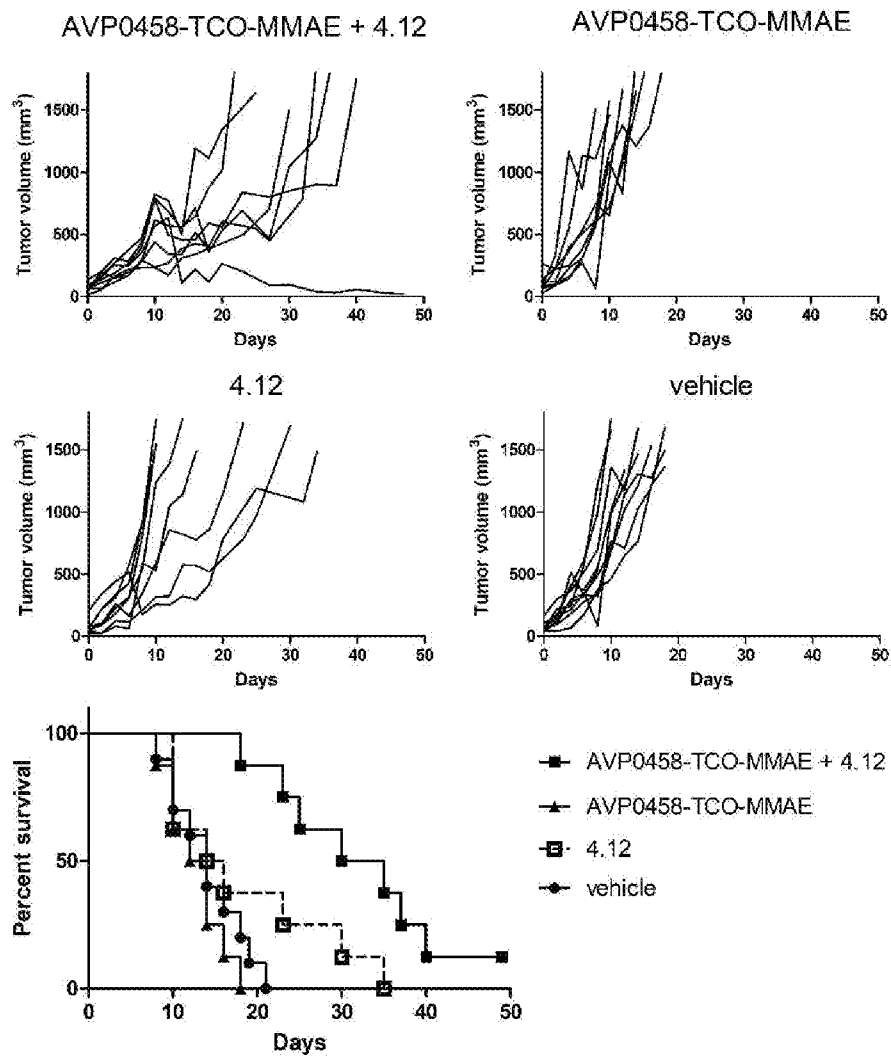 AVP0458-TCO-MMAE + 4.12
AVP0458-TCO-MMAE
Tumor volume (mm³)
1500
1000
500
0
0 10 20 30 40 50
Days
Tumor volume (mm³)
1500
1000
500
0
0 10 20 30 40 50
Days
4.12
vehicle
Tumor volume (mm³)
1500
1000
500
0
0 10 20 30 40 50
Days
Tumor volume (mm³)
1500
1000
500
0
0 10 20 30 40 50
Days
Percent survival
100
50
0
0 10 20 30 40 50
Days
AVP0458-TCO-MMAE + 4.12
AVP0458-TCO-MMAE
4.12
vehicle